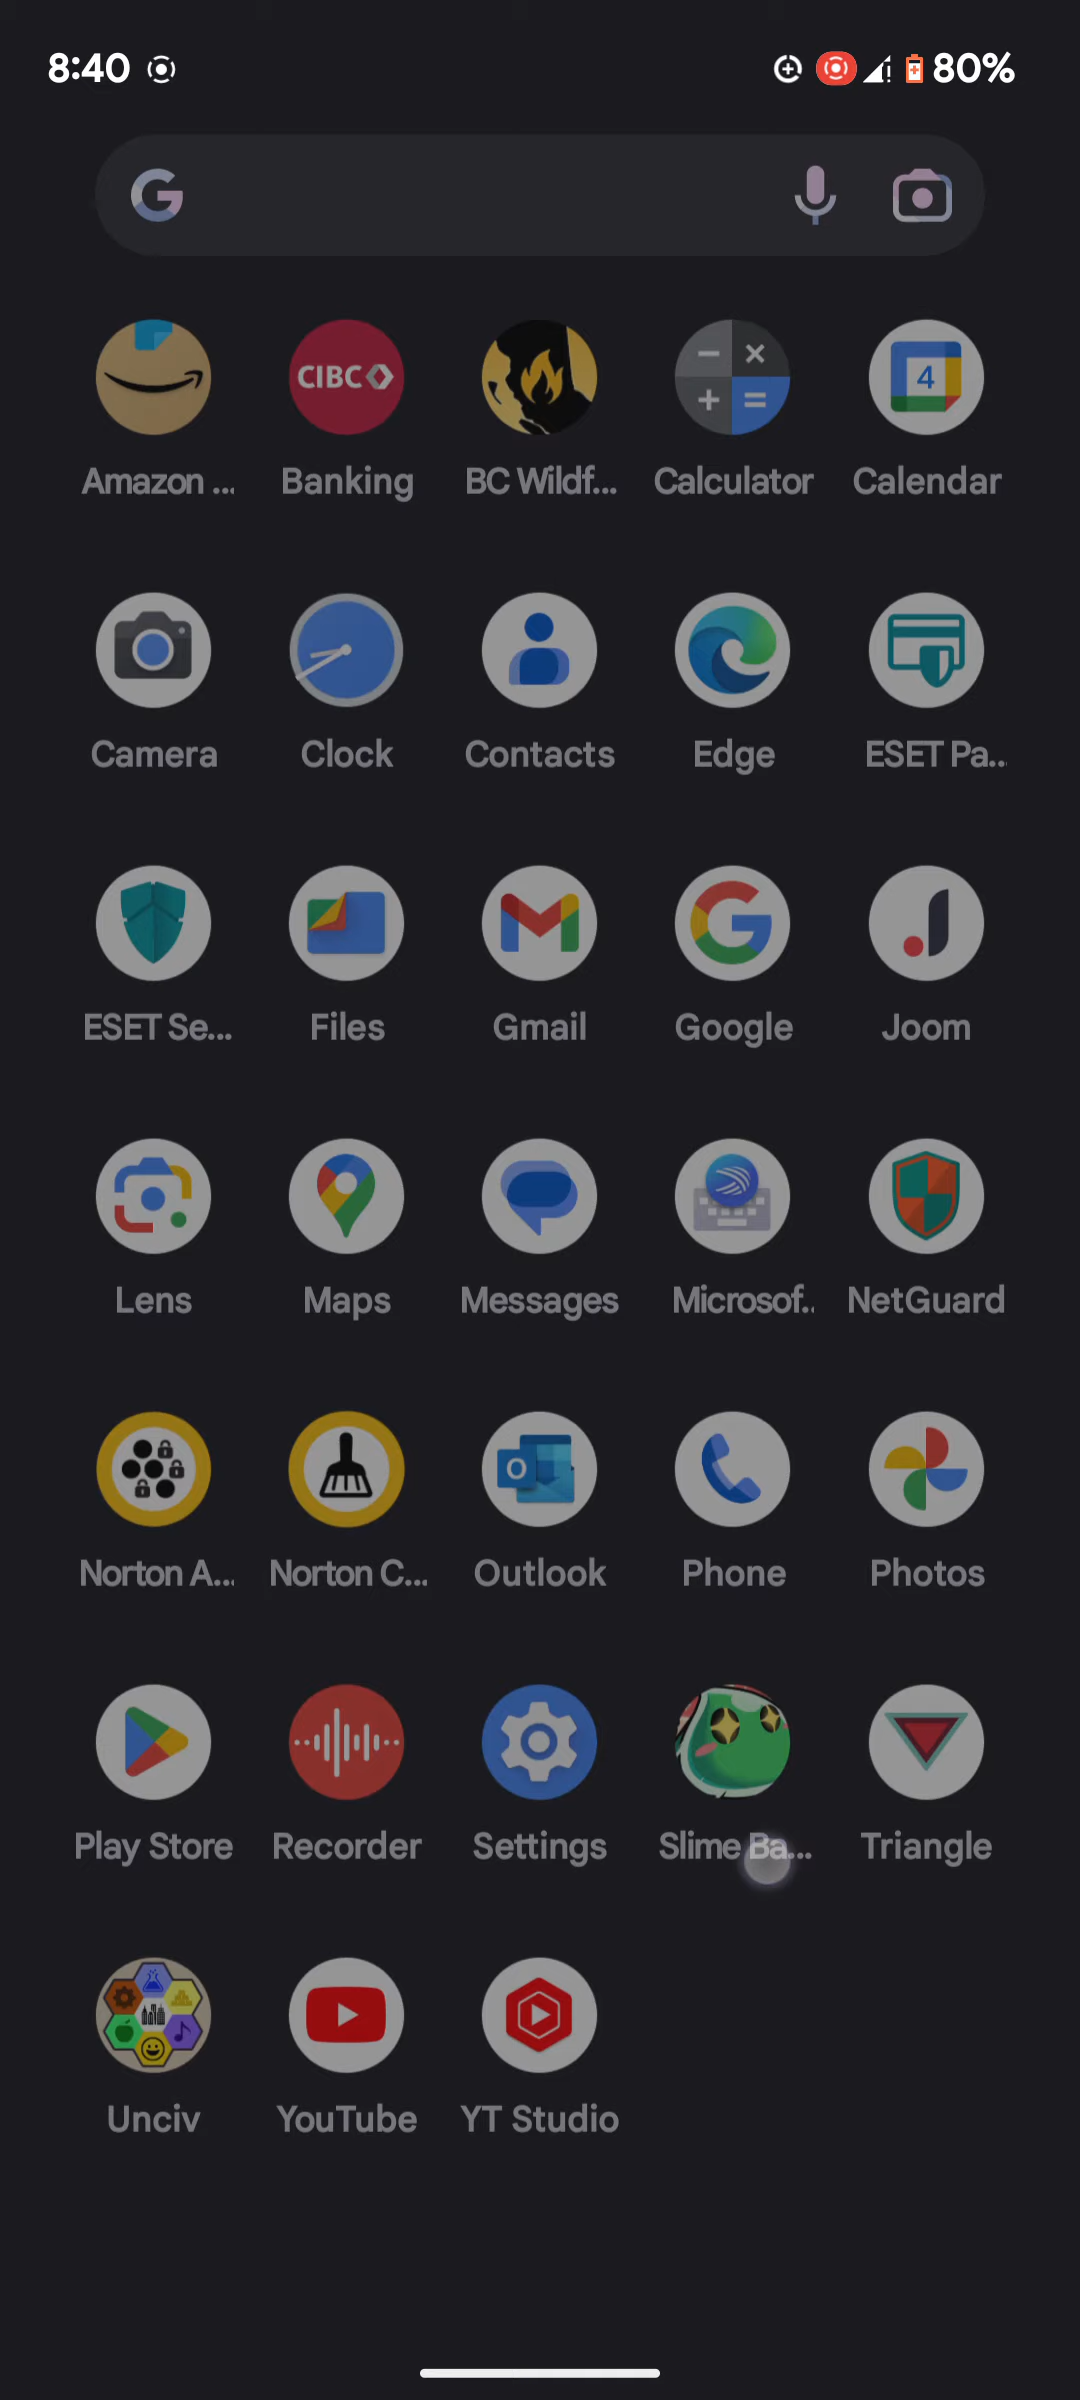 8:40 80%
Amazon ... Banking BC Wildf... Calculator Calendar
CIBC
4
Camera Clock Contacts Edge ESET Pa...
ESET Se... Files Gmail Google Joom
Lens Maps Messages Microsof.. NetGuard
Norton A... Norton C... Outlook Phone Photos
Play Store Recorder Settings Slime Ba... Triangle
Unciv YouTube YT Studio